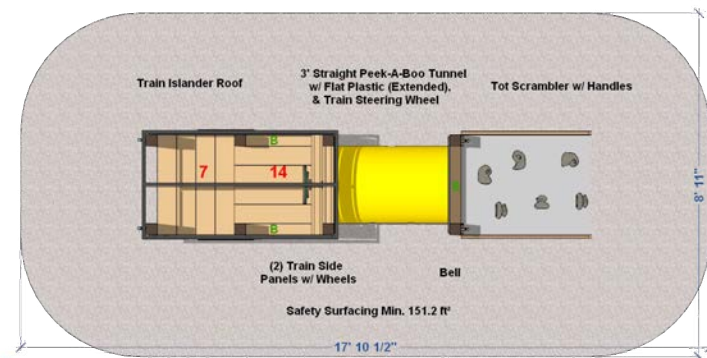 Train Islander Roof
3' Straight Peek-A-Boo Tunnel
w/ Flat Plastic (Extended),
& Train Steering Wheel
Tot Scrambler w/ Handles
B
7
14
B
8' 11"
(2) Train Side
Panels w/ Wheels
Bell
Safety Surfacing Min. 151.2 ft²
17' 10 1/2"